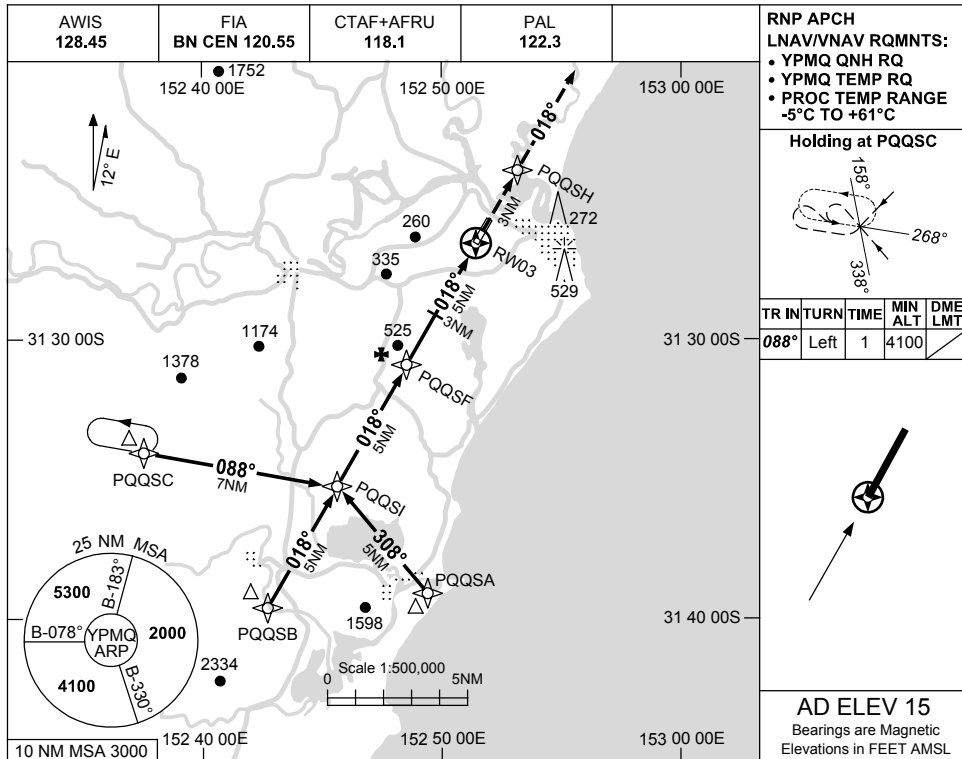 AWIS
128.45
FIA
BN CEN 120.55
CTAF+AFRU
118.1
PAL
122.3
RNP APCH
LNAV/VNAV RQMNTS:
• YPMQ QNH RQ
• YPMQ TEMP RQ
• PROC TEMP RANGE
-5°C TO +61°C
1752
152 40 00E
152 50 00E
153 00 00E
12° E
018°
PQQSH
3NM
272
260
335
RW03
529
018°
5NM
3NM
31 30 00S
31 30 00S
1174
525
1378
PQQSF
018°
5NM
PQQSC
088°
7NM
PQQSI
018°
5NM
308°
5NM
PQQSA
PQQSB
1598
31 40 00S
2334
25 NM MSA
5300
B-183°
B-078°
YPMQ
ARP
2000
4100
B-330°
10 NM MSA 3000
Scale 1:500,000
0
5NM
152 40 00E
152 50 00E
153 00 00E
Holding at PQQSC
158°
268°
338°
TR IN TURN TIME MIN ALT DME LMT
088° Left 1 4100
AD ELEV 15
Bearings are Magnetic
Elevations in FEET AMSL